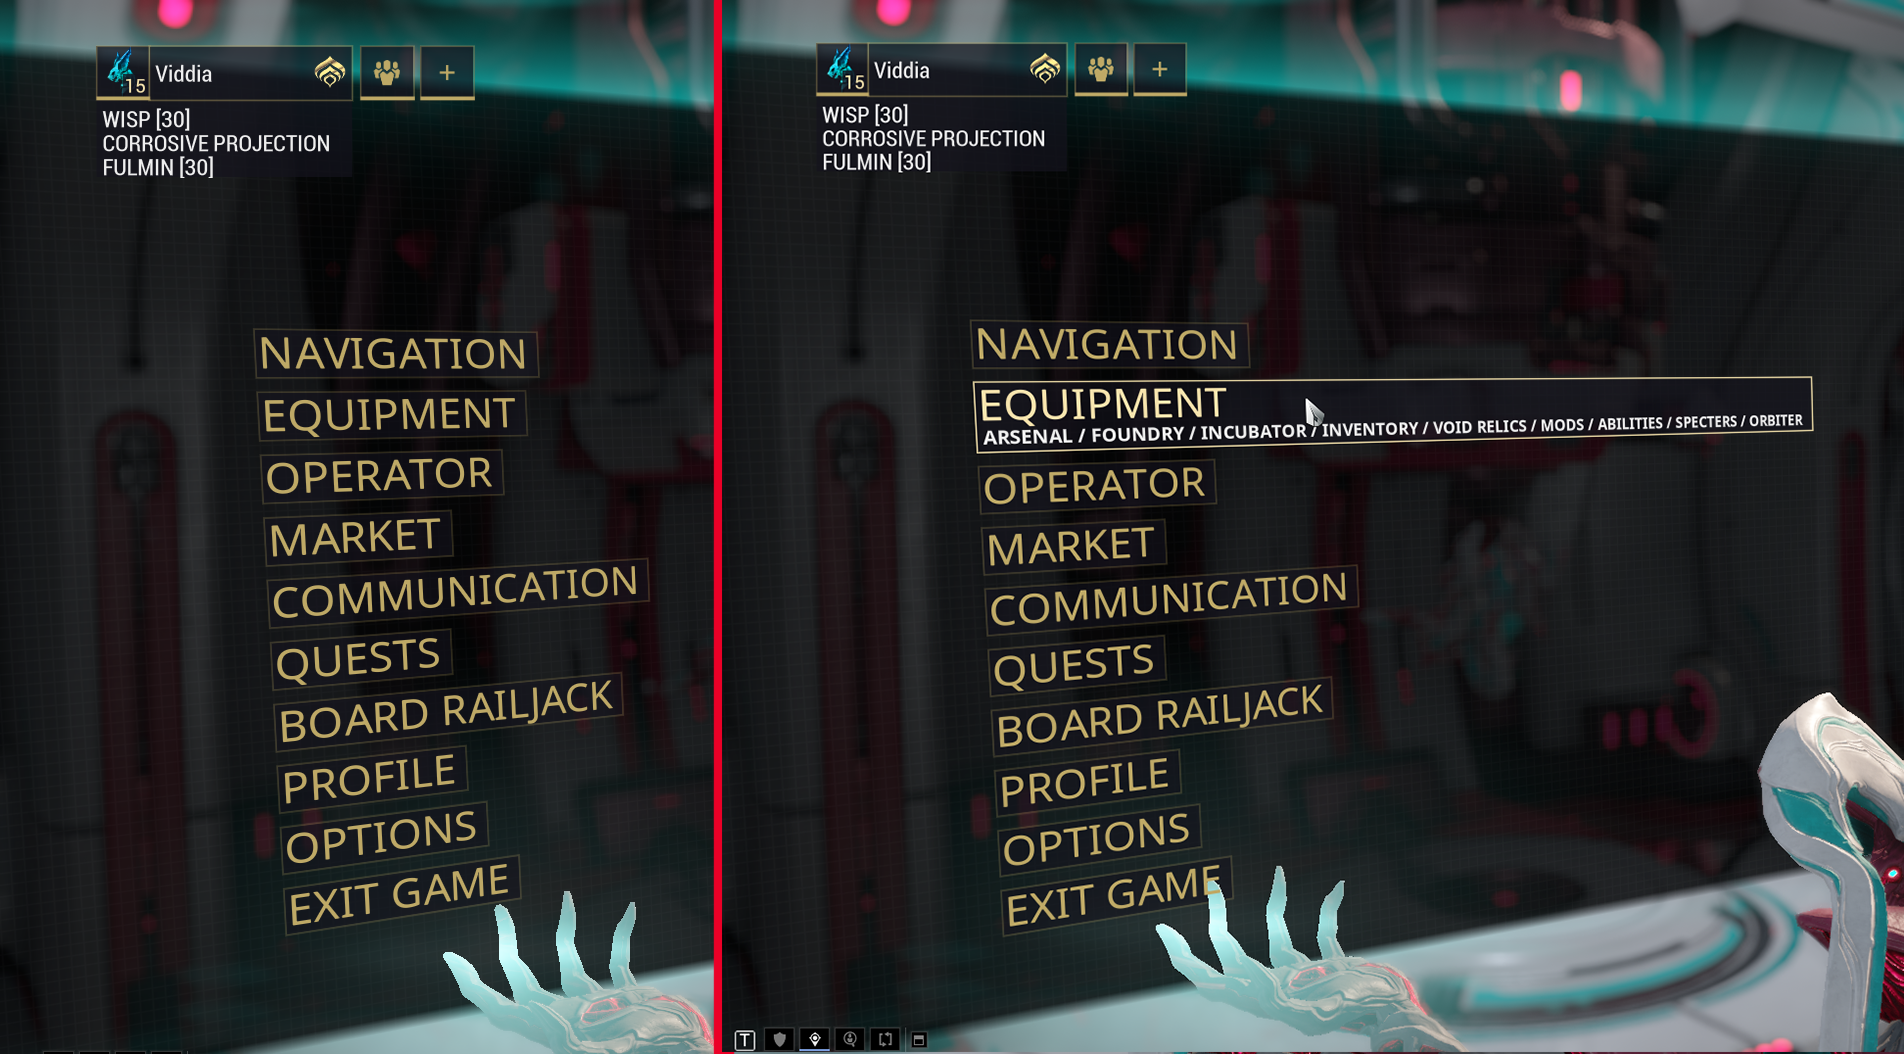 15 Viddia +
WISP [30]
CORROSIVE PROJECTION
FULMIN [30]
NAVIGATION
EQUIPMENT
OPERATOR
MARKET
COMMUNICATION
QUESTS
BOARD RAILJACK
PROFILE
OPTIONS
EXIT GAME
15 Viddia +
WISP [30]
CORROSIVE PROJECTION
FULMIN [30]
NAVIGATION
EQUIPMENT
ARSENAL / FOUNDRY / INCUBATOR / INVENTORY / VOID RELICS / MODS / ABILITIES / SPECTERS / ORBITER
OPERATOR
MARKET
COMMUNICATION
QUESTS
BOARD RAILJACK
PROFILE
OPTIONS
EXIT GAME
T